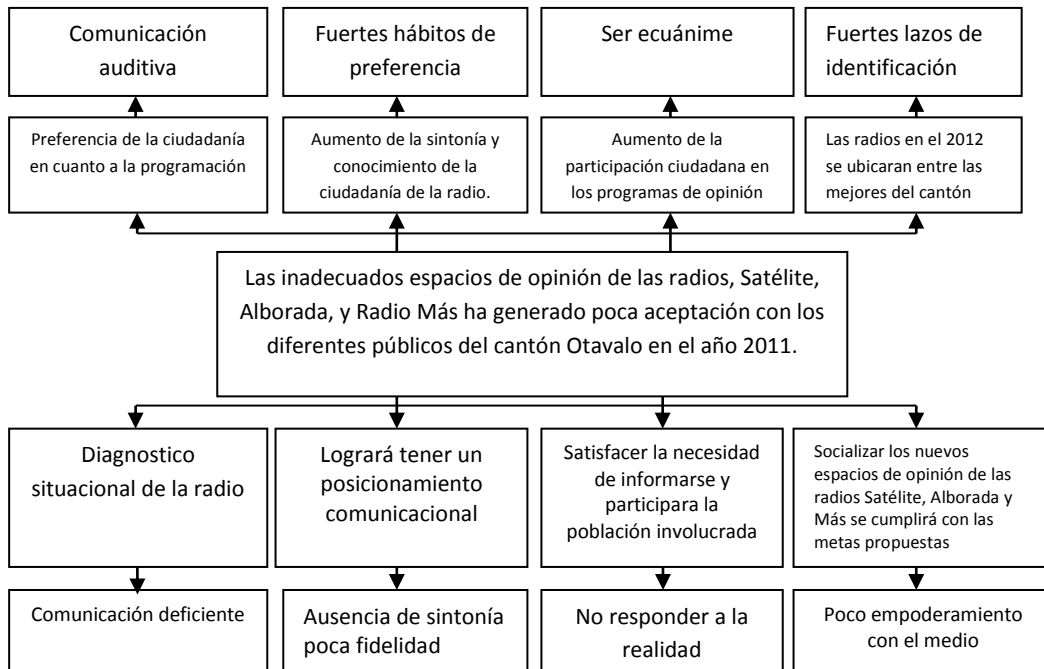 Comunicación
auditiva
Fuertes hábitos de
preferencia
Ser ecuánime
Fuertes lazos de
identificación
Preferencia de la ciudadanía
en cuanto a la programación
Aumento de la sintonía y
conocimiento de la
ciudadanía de la radio.
Aumento de la
participación ciudadana en
los programas de opinión
Las radios en el 2012
se ubicaran entre las
mejores del cantón
Las inadecuados espacios de opinión de las radios, Satélite,
Alborada, y Radio Más ha generado poca aceptación con los
diferentes públicos del cantón Otavalo en el año 2011.
Diagnostico
situacional de la radio
Logrará tener un
posicionamiento
comunicacional
Satisfacer la necesidad
de informarse y
participara la
población involucrada
Socializar los nuevos
espacios de opinión de las
radios Satélite, Alborada y
Más se cumplirá con las
metas propuestas
Comunicación deficiente
Ausencia de sintonía
poca fidelidad
No responder a la
realidad
Poco empoderamiento
con el medio